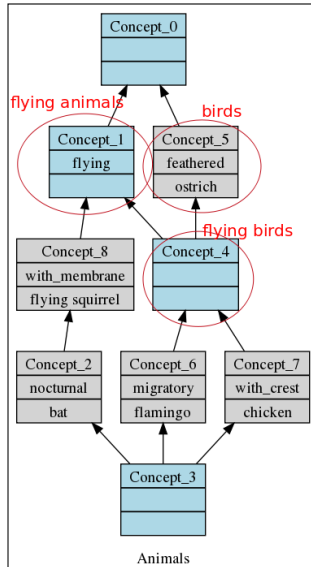 Concept_0
flying animals
birds
Concept_1
flying
Concept_5
feathered
ostrich
flying birds
Concept_8
with_membrane
flying squirrel
Concept_4
Concept_2
nocturnal
bat
Concept_6
migratory
flamingo
Concept_7
with_crest
chicken
Concept_3
Animals